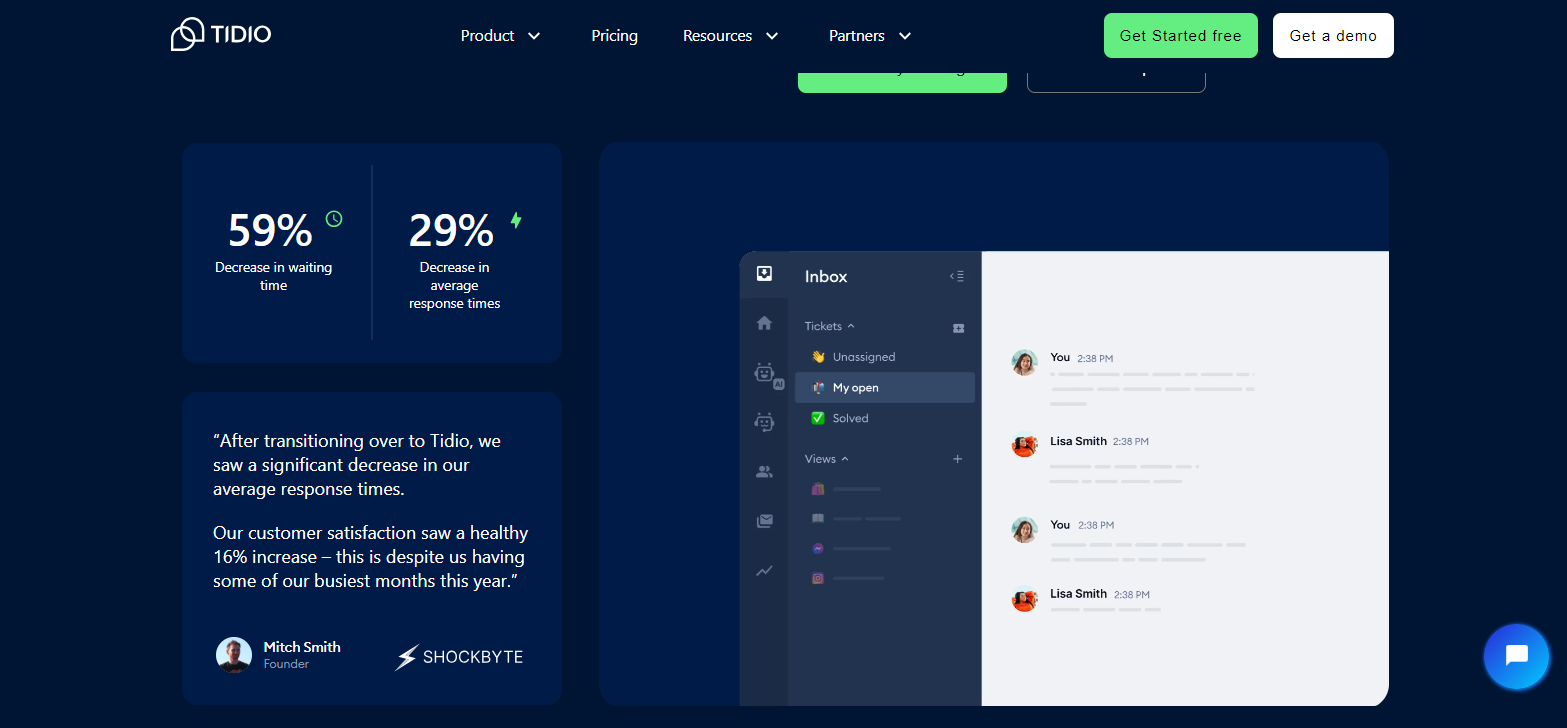 TIDIO
Product
Pricing
Resources
Partners
Get Started free
Get a demo
59%
Decrease in waiting
time
29%
Decrease in
average
response times
“After transitioning over to Tidio, we
saw a significant decrease in our
average response times.
Our customer satisfaction saw a healthy
16% increase – this is despite us having
some of our busiest months this year.”
Mitch Smith
Founder
SHOCKBYTE
Inbox
Tickets
Unassigned
My open
Solved
Views
AI
You 2:38 PM
Lisa Smith 2:38 PM
You 2:38 PM
Lisa Smith 2:38 PM